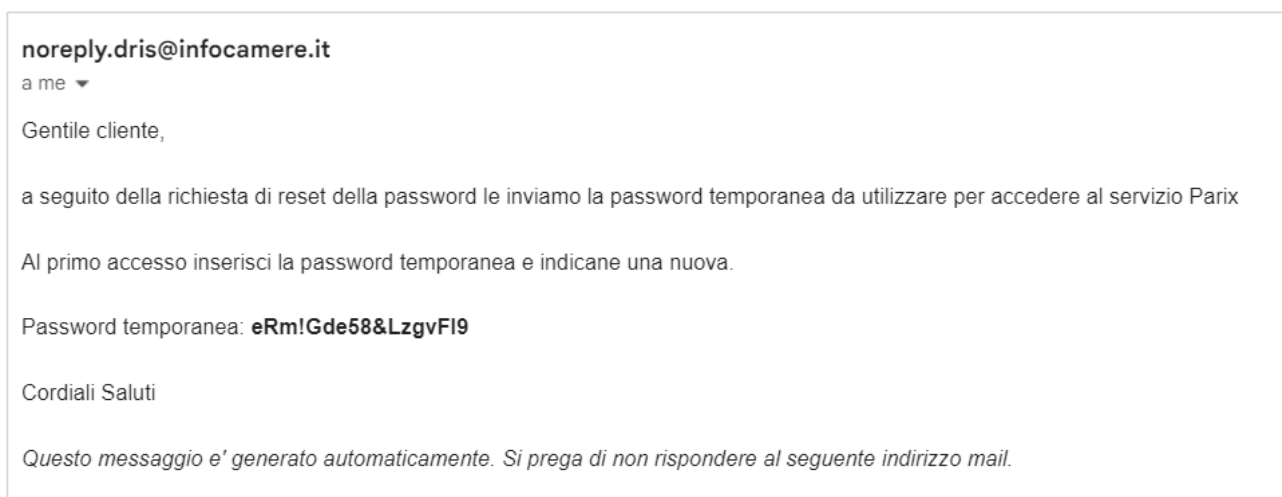 noreply.dris@infocamere.it
a me
Gentile cliente,
a seguito della richiesta di reset della password le inviamo la password temporanea da utilizzare per accedere al servizio Parix
Al primo accesso inserisci la password temporanea e indicane una nuova.
Password temporanea: eRm!Gde58&LzgvFl9
Cordiali Saluti
Questo messaggio e' generato automaticamente. Si prega di non rispondere al seguente indirizzo mail.